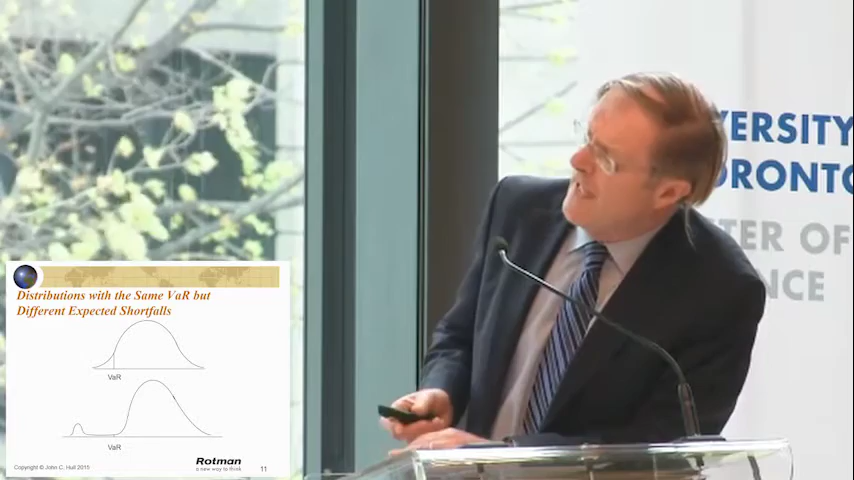 Distributions with the Same VaR but
Different Expected Shortfalls
VaR
VaR
Copyright © John C. Hull 2015
Rotman
a new way to think
11
VERSITY
ORONTO
TER OF
NCE